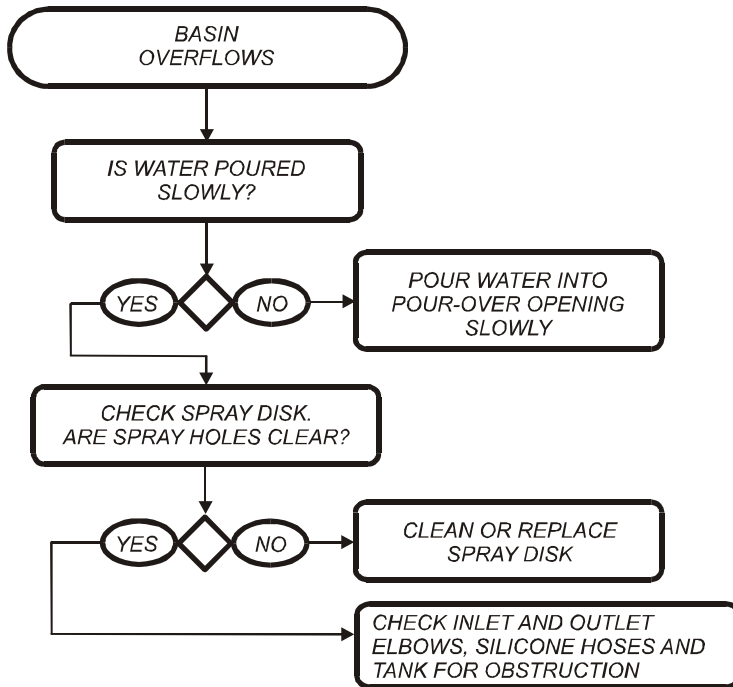 BASIN
OVERFLOWS
IS WATER POURED
SLOWLY?
YES
NO
POUR WATER INTO
POUR-OVER OPENING
SLOWLY
CHECK SPRAY DISK.
ARE SPRAY HOLES CLEAR?
YES
NO
CLEAN OR REPLACE
SPRAY DISK
CHECK INLET AND OUTLET
ELBOWS, SILICONE HOSES AND
TANK FOR OBSTRUCTION